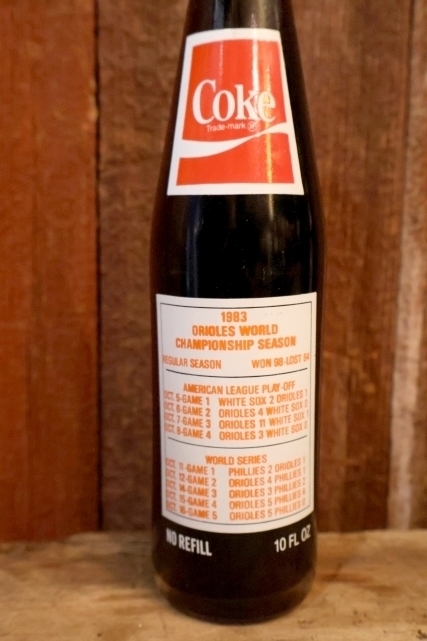 Coke
Trade-mark ®
1983
ORIOLES WORLD
CHAMPIONSHIP SEASON
REGULAR SEASON WON 98-LOST 64
AMERICAN LEAGUE PLAY-OFF
OCT. 5-GAME 1 WHITE SOX 2 ORIOLES 1
OCT. 6-GAME 2 ORIOLES 4 WHITE SOX 0
OCT. 7-GAME 3 ORIOLES 11 WHITE SOX 1
OCT. 8-GAME 4 ORIOLES 3 WHITE SOX 0
WORLD SERIES
OCT. 11-GAME 1 PHILLIES 2 ORIOLES 1
OCT. 12-GAME 2 ORIOLES 4 PHILLIES 1
OCT. 14-GAME 3 ORIOLES 3 PHILLIES 2
OCT. 15-GAME 4 ORIOLES 5 PHILLIES 4
OCT. 16-GAME 5 ORIOLES 5 PHILLIES 0
NO REFILL 10 FL OZ